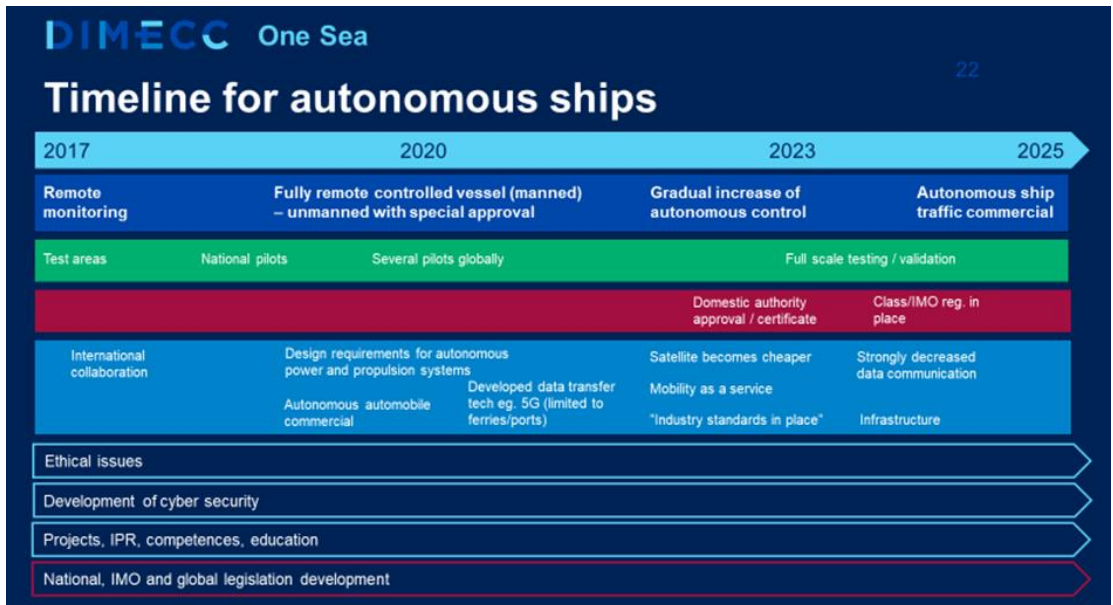 DIMECC One Sea
22
Timeline for autonomous ships
2017 2020 2023 2025
Remote
monitoring
Fully remote controlled vessel (manned)
– unmanned with special approval
Gradual increase of
autonomous control
Autonomous ship
traffic commercial
Test areas National pilots Several pilots globally Full scale testing / validation
Domestic authority
approval / certificate
Class/IMO reg. in
place
International
collaboration
Design requirements for autonomous
power and propulsion systems
Autonomous automobile
commercial
Developed data transfer
tech eg. 5G (limited to
ferries/ports)
Satellite becomes cheaper
Mobility as a service
"Industry standards in place"
Strongly decreased
data communication
Infrastructure
Ethical issues
Development of cyber security
Projects, IPR, competences, education
National, IMO and global legislation development